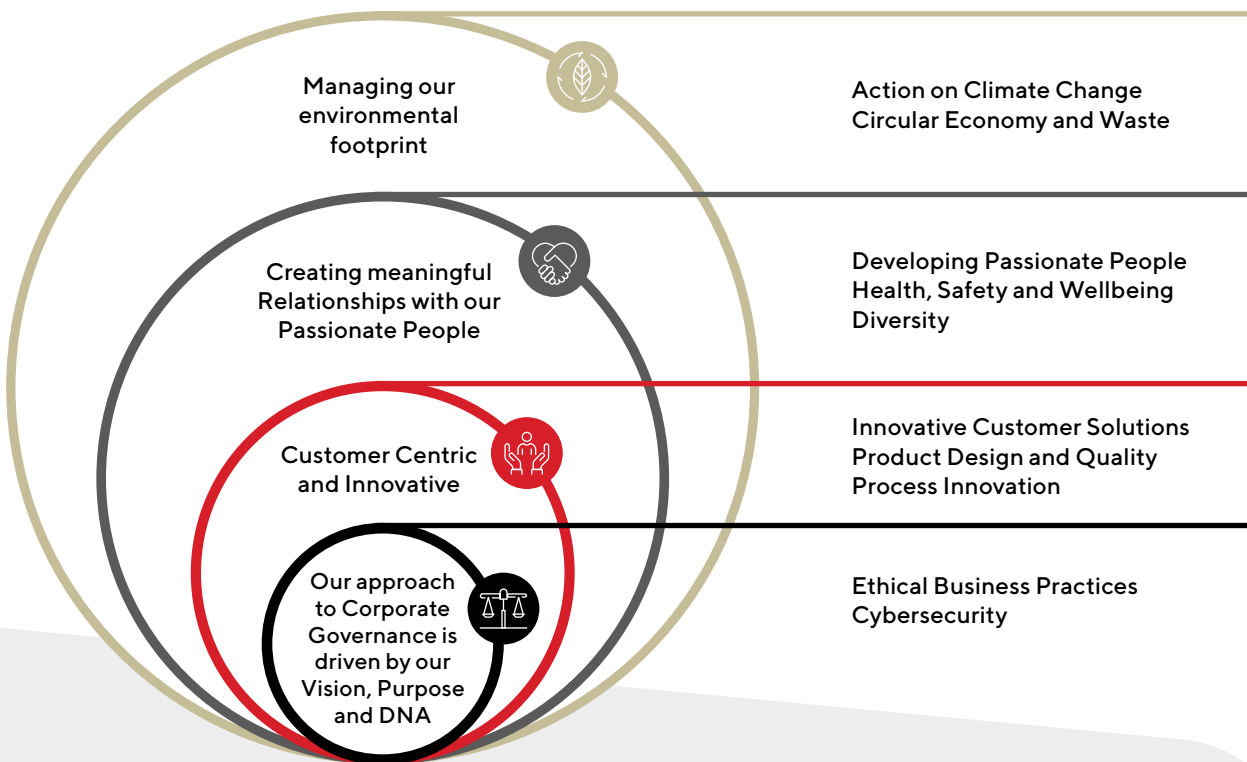 Managing our
environmental
footprint
Action on Climate Change
Circular Economy and Waste
Creating meaningful
Relationships with our
Passionate People
Developing Passionate People
Health, Safety and Wellbeing
Diversity
Customer Centric
and Innovative
Innovative Customer Solutions
Product Design and Quality
Process Innovation
Our approach
to Corporate
Governance is
driven by our
Vision, Purpose
and DNA
Ethical Business Practices
Cybersecurity